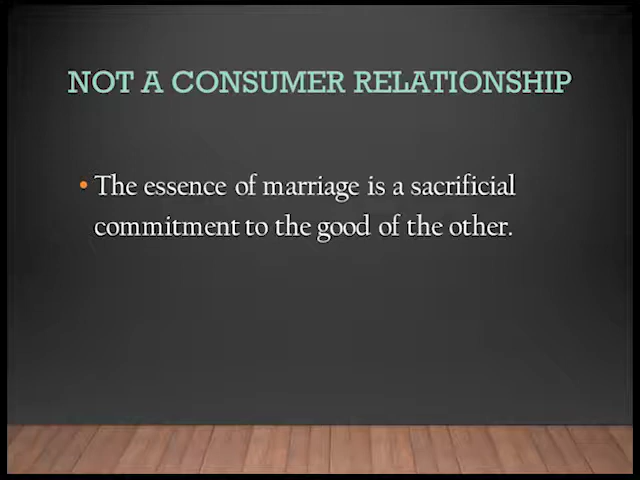 NOT A CONSUMER RELATIONSHIP
• The essence of marriage is a sacrificial
commitment to the good of the other.